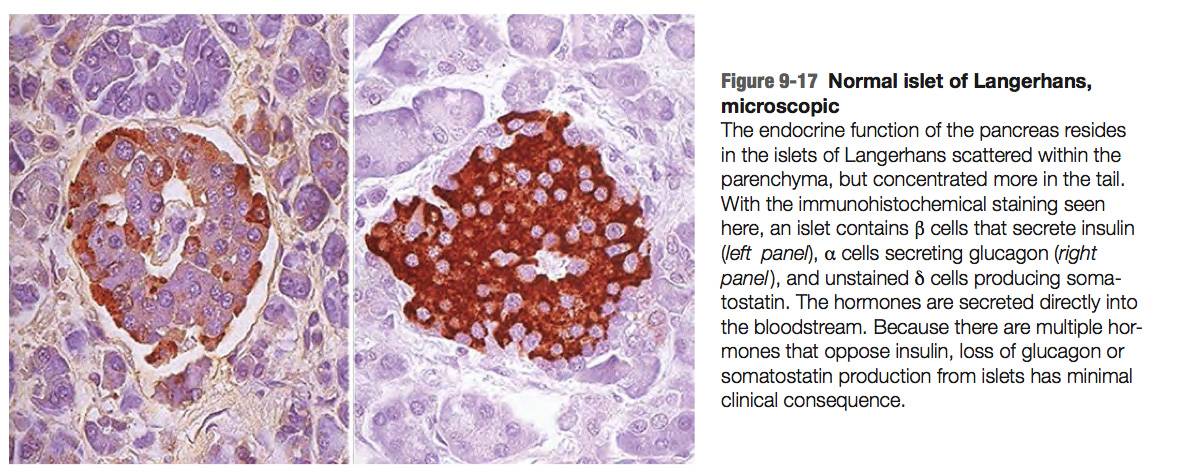 Figure 9-17 Normal islet of Langerhans,
microscopic
The endocrine function of the pancreas resides
in the islets of Langerhans scattered within the
parenchyma, but concentrated more in the tail.
With the immunohistochemical staining seen
here, an islet contains β cells that secrete insulin
(left panel), α cells secreting glucagon (right
panel), and unstained δ cells producing soma-
tostatin. The hormones are secreted directly into
the bloodstream. Because there are multiple hor-
mones that oppose insulin, loss of glucagon or
somatostatin production from islets has minimal
clinical consequence.